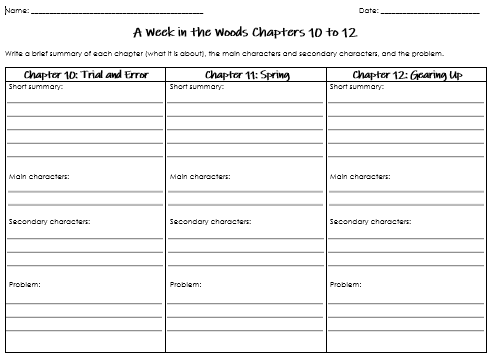 Name: ____________________ Date: ____________________
A Week in the Woods Chapters 10 to 12
Write a brief summary of each chapter (what it is about), the main characters and secondary characters, and the problem.
Chapter 10: Trial and Error Chapter 11: Spring Chapter 12: Gearing Up
Short summary: Short summary: Short summary:
Main characters: Main characters: Main characters:
Secondary characters: Secondary characters: Secondary characters:
Problem: Problem: Problem: